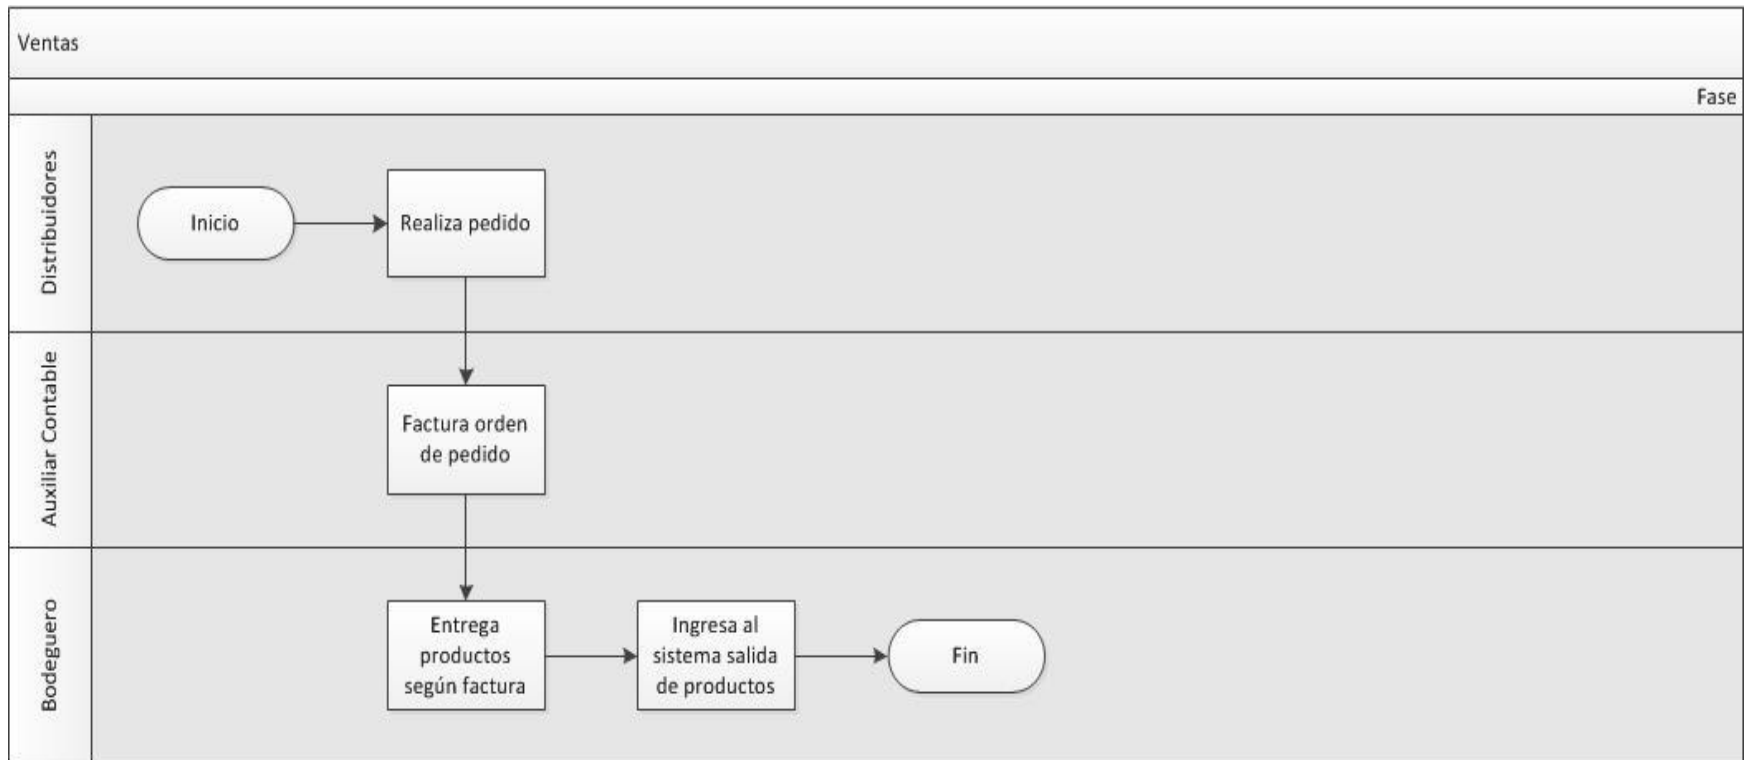 Ventas
Fase
Distribuidores
Inicio
Realiza pedido
Auxiliar Contable
Factura orden
de pedido
Bodeguero
Entrega
productos
según factura
Ingresa al
sistema salida
de productos
Fin